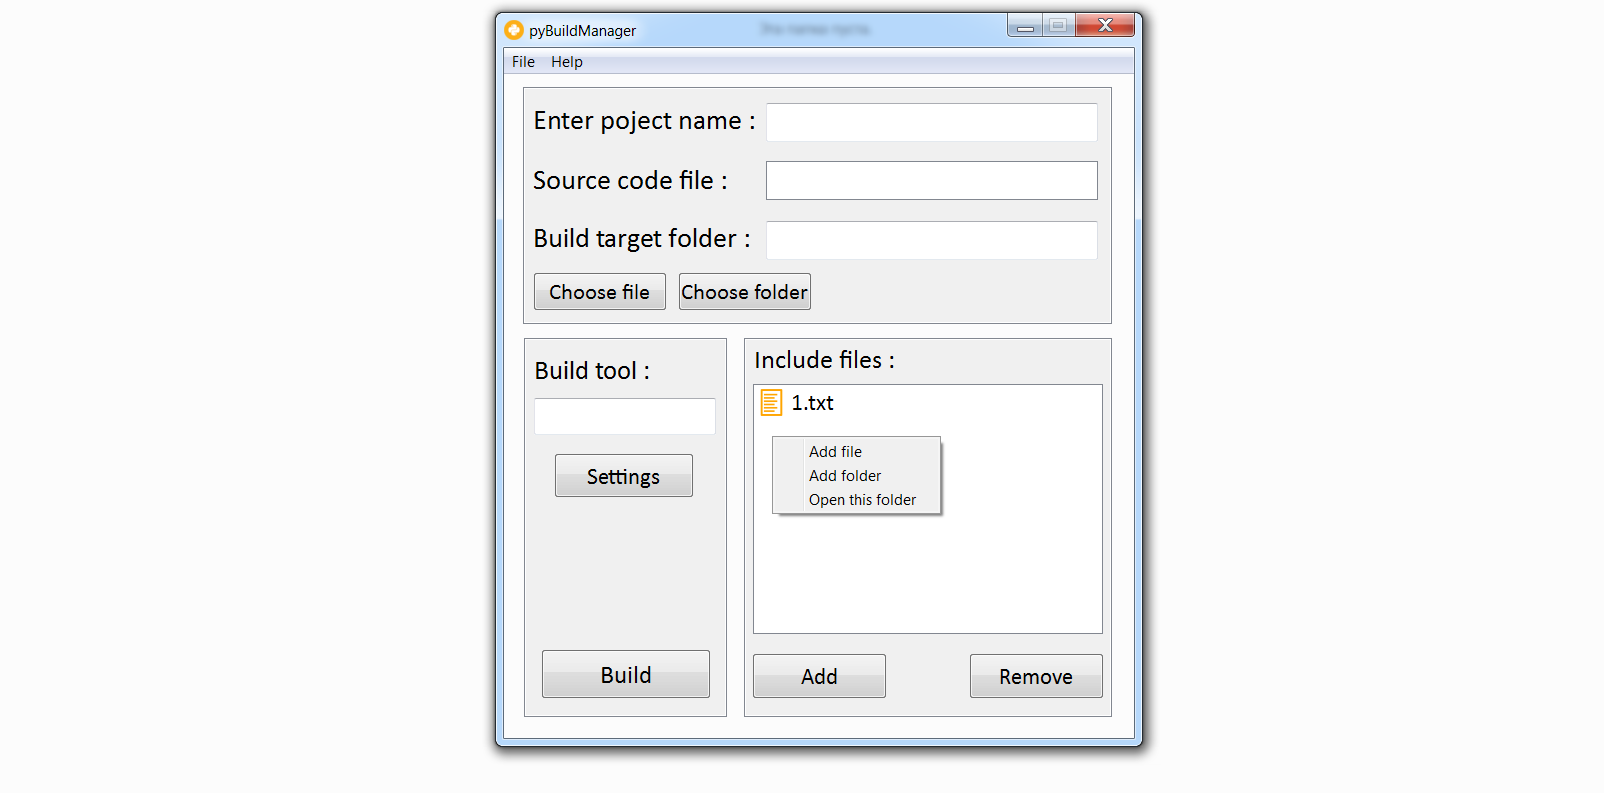 pyBuildManager
File Help
Enter poject name :
Source code file :
Build target folder :
Choose file Choose folder
Build tool :
Settings
Build
Include files :
1.txt
Add file
Add folder
Open this folder
Add Remove